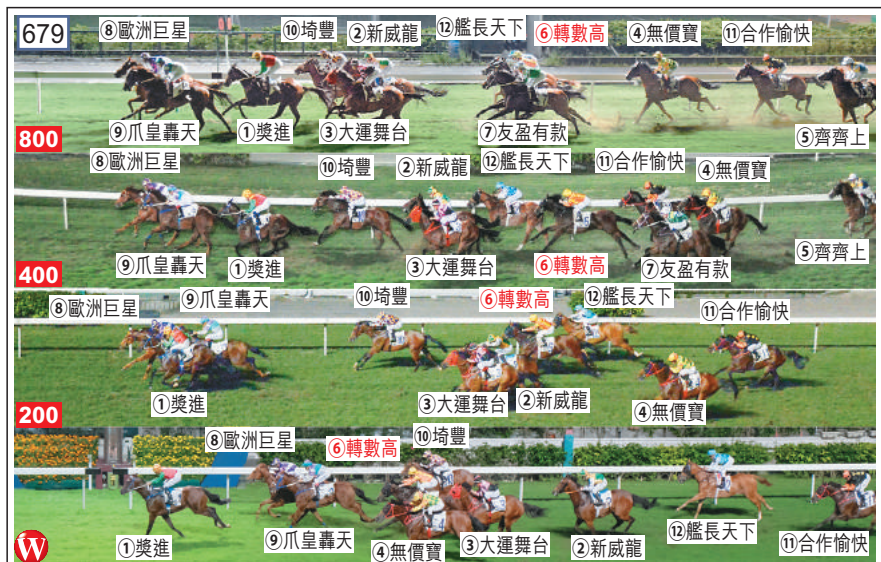 679 ⑧歐洲巨星 ⑩埼豐 ②新威龍 ⑫艦長天下 ⑥轉數高 ④無價寶 ⑪合作愉快
800 ⑨爪皇轟天 ①獎進 ③大運舞台 ⑦友盈有款 ⑤齊齊上
⑧歐洲巨星 ⑩埼豐 ②新威龍 ⑫艦長天下 ⑪合作愉快 ④無價寶
400 ⑨爪皇轟天 ①獎進 ③大運舞台 ⑥轉數高 ⑦友盈有款 ⑤齊齊上
⑧歐洲巨星 ⑨爪皇轟天 ⑩埼豐 ⑥轉數高 ⑫艦長天下 ⑪合作愉快
200 ①獎進 ③大運舞台 ②新威龍 ④無價寶
⑧歐洲巨星 ⑥轉數高 ⑩埼豐
W ①獎進 ⑨爪皇轟天 ④無價寶 ③大運舞台 ②新威龍 ⑫艦長天下 ⑪合作愉快